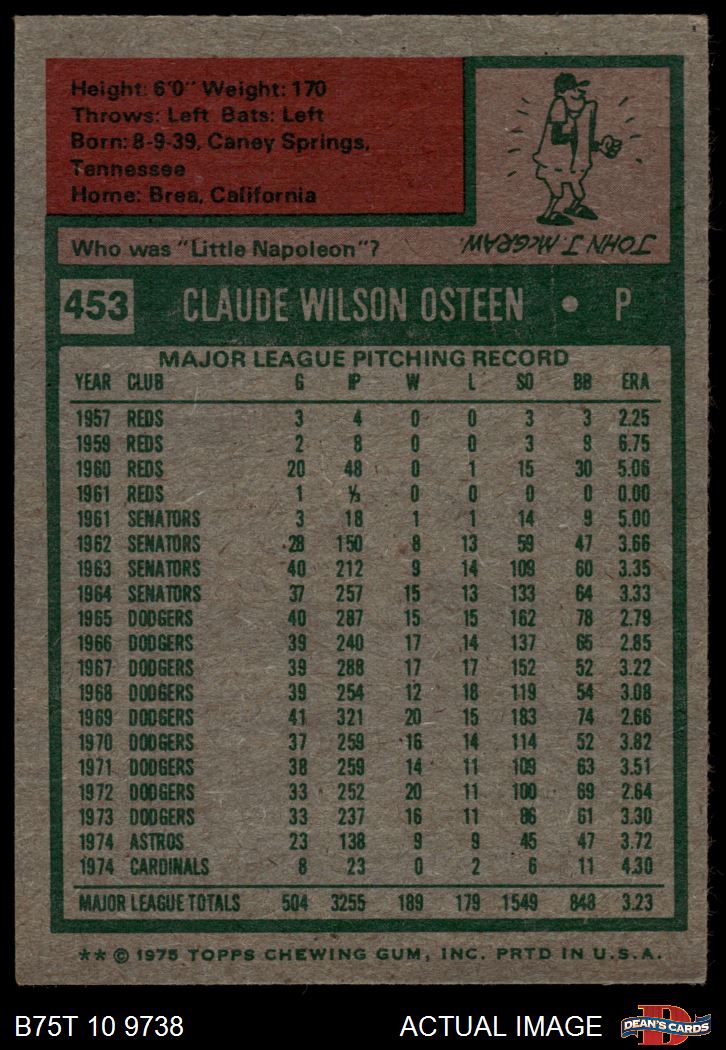 Height: 6'0" Weight: 170
Throws: Left Bats: Left
Born: 8-9-39, Caney Springs,
Tennessee
Home: Brea, California
Who was "Little Napoleon"?
JOHN J. McGRAW.
453 CLAUDE WILSON OSTEEN • P
MAJOR LEAGUE PITCHING RECORD
YEAR CLUB G IP W L SO BB ERA
1957 REDS 3 4 0 0 3 3 2.25
1959 REDS 2 8 0 0 3 9 6.75
1960 REDS 20 48 0 1 15 30 5.06
1961 REDS 1 ⅓ 0 0 0 0 0.00
1961 SENATORS 3 18 1 1 14 9 5.00
1962 SENATORS 28 150 8 13 59 47 3.66
1963 SENATORS 40 212 9 14 109 60 3.35
1964 SENATORS 37 257 15 13 133 64 3.33
1965 DODGERS 40 287 15 15 162 78 2.79
1966 DODGERS 39 240 17 14 137 65 2.85
1967 DODGERS 39 288 17 17 152 52 3.22
1968 DODGERS 39 254 12 18 119 54 3.08
1969 DODGERS 41 321 20 15 183 74 2.66
1970 DODGERS 37 259 16 14 114 52 3.82
1971 DODGERS 38 259 14 11 109 63 3.51
1972 DODGERS 33 252 20 11 100 69 2.64
1973 DODGERS 33 237 16 11 86 61 3.30
1974 ASTROS 23 138 9 9 45 47 3.72
1974 CARDINALS 8 23 0 2 6 11 4.30
MAJOR LEAGUE TOTALS 504 3255 189 179 1549 848 3.23
** © 1975 TOPPS CHEWING GUM, INC. PRTD IN U.S.A.
B75T 10 9738 ACTUAL IMAGE
DEAN'S CARDS